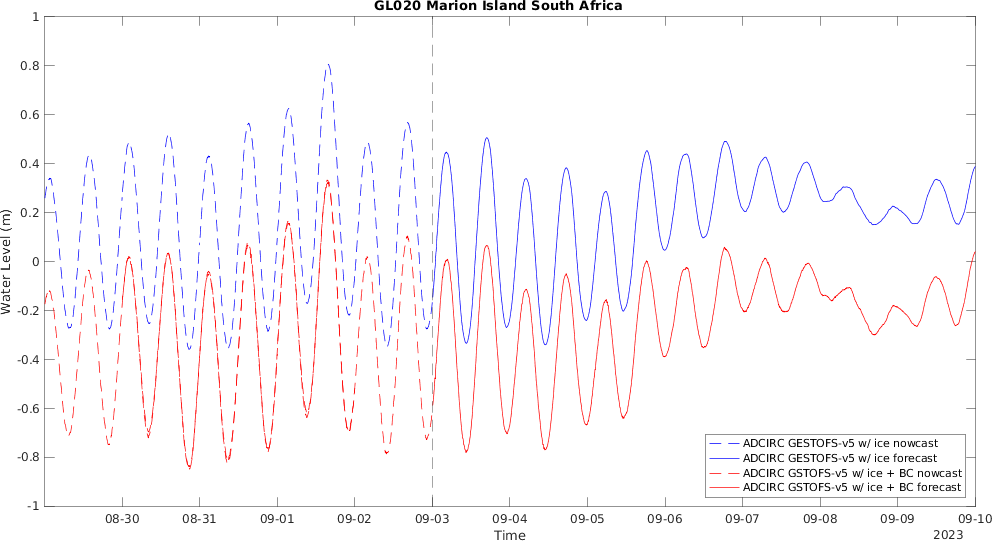 GL020 Marion Island South Africa
1
0.8
0.6
0.4
0.2
0
-0.2
-0.4
-0.6
-0.8
-1
Water Level (m)
ADCIRC GESTOFS-v5 w/ ice nowcast
ADCIRC GESTOFS-v5 w/ ice forecast
ADCIRC GSTOFS-v5 w/ ice + BC nowcast
ADCIRC GSTOFS-v5 w/ ice + BC forecast
08-30 08-31 09-01 09-02 09-03 09-04 09-05 09-06 09-07 09-08 09-09 09-10
Time 2023